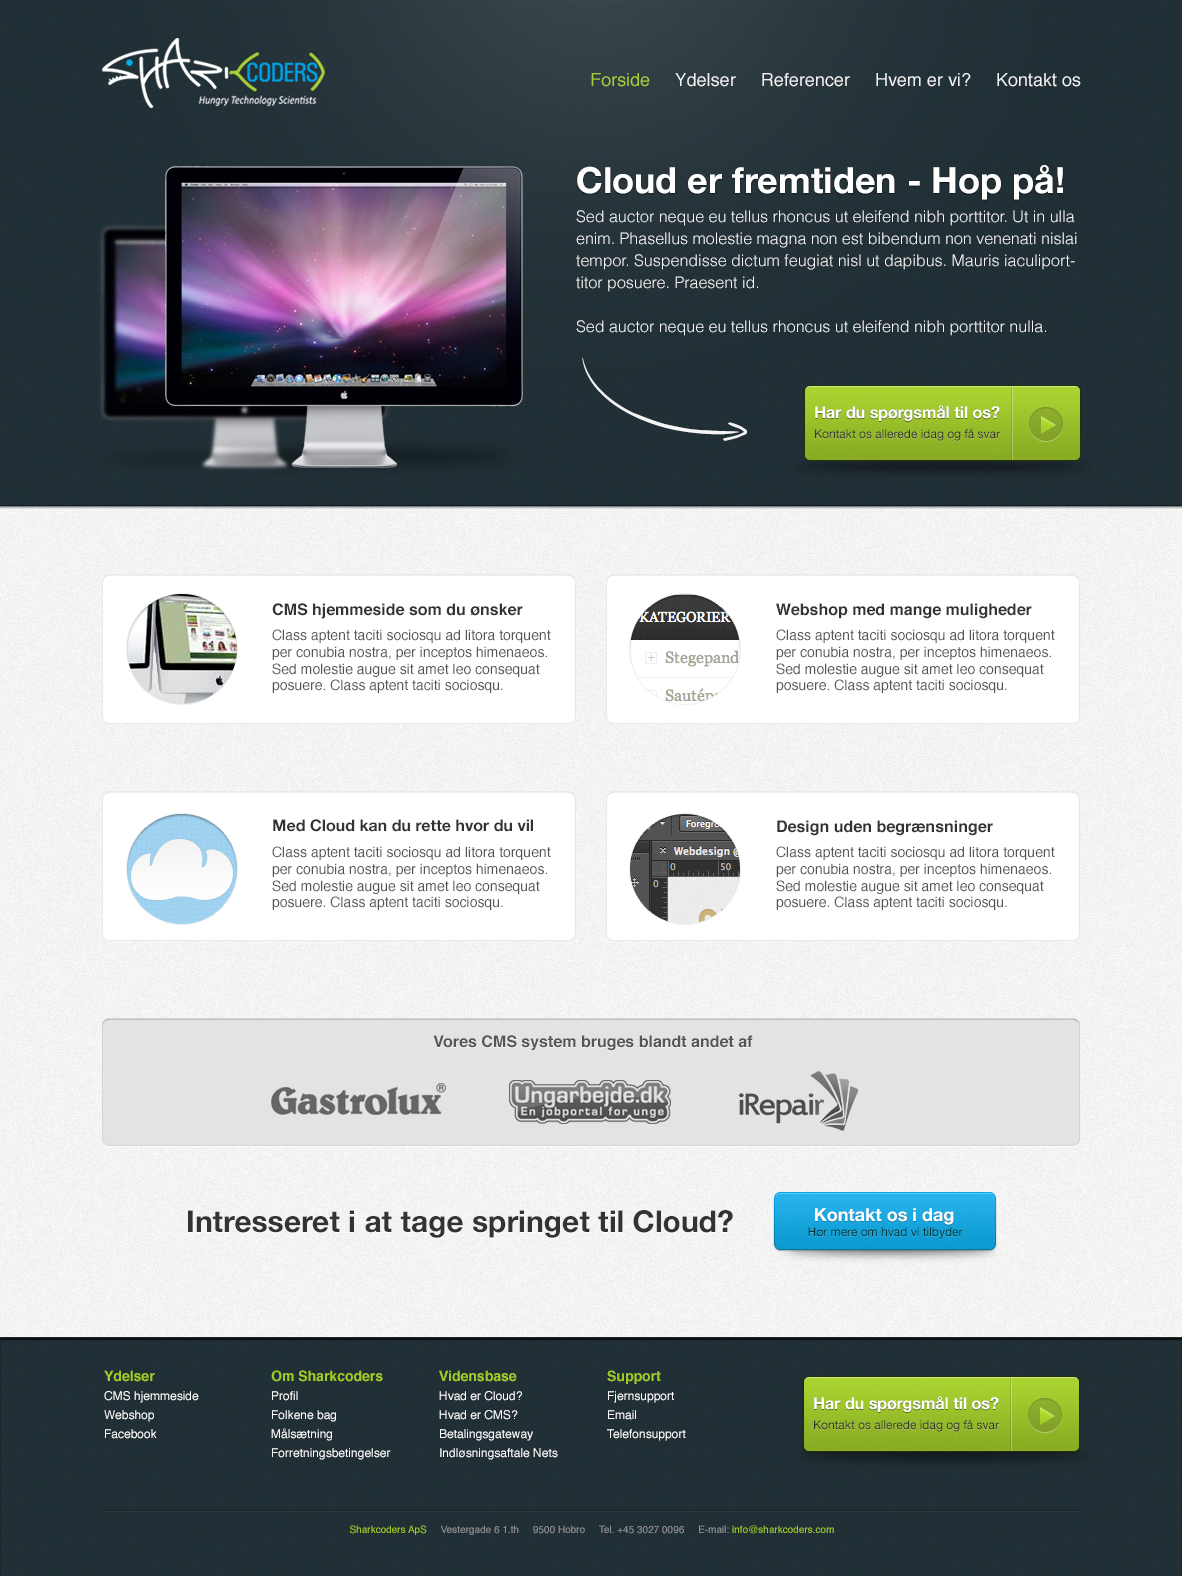 SHARK CODERS
Hungry Technology Scientists
Forside Ydelser Referencer Hvem er vi? Kontakt os
Cloud er fremtiden - Hop på!
Sed auctor neque eu tellus rhoncus ut eleifend nibh porttitor. Ut in ulla
enim. Phasellus molestie magna non est bibendum non venenati nislai
tempor. Suspendisse dictum feugiat nisl ut dapibus. Mauris iaculiport-
titor posuere. Praesent id.
Sed auctor neque eu tellus rhoncus ut eleifend nibh porttitor nulla.
Har du spørgsmål til os?
Kontakt os allerede idag og få svar
CMS hjemmeside som du ønsker
Class aptent taciti sociosqu ad litora torquent
per conubia nostra, per inceptos himenaeos.
Sed molestie augue sit amet leo consequat
posuere. Class aptent taciti sociosqu.
KATEGORIER
Stegepand
Sautép
Webshop med mange muligheder
Class aptent taciti sociosqu ad litora torquent
per conubia nostra, per inceptos himenaeos.
Sed molestie augue sit amet leo consequat
posuere. Class aptent taciti sociosqu.
Med Cloud kan du rette hvor du vil
Class aptent taciti sociosqu ad litora torquent
per conubia nostra, per inceptos himenaeos.
Sed molestie augue sit amet leo consequat
posuere. Class aptent taciti sociosqu.
Foregro
Webdesign @
0 50
0
Design uden begrænsninger
Class aptent taciti sociosqu ad litora torquent
per conubia nostra, per inceptos himenaeos.
Sed molestie augue sit amet leo consequat
posuere. Class aptent taciti sociosqu.
Vores CMS system bruges blandt andet af
Gastrolux®
Ungarbejde.dk
En jobportal for unge
iRepair
Intresseret i at tage springet til Cloud?
Kontakt os i dag
Hor mere om hvad vi tilbyder
Ydelser
CMS hjemmeside
Webshop
Facebook
Om Sharkcoders
Profil
Folkene bag
Målsætning
Forretningsbetingelser
Vidensbase
Hvad er Cloud?
Hvad er CMS?
Betalingsgateway
Indløsningsaftale Nets
Support
Fjernsupport
Email
Telefonsupport
Har du spørgsmål til os?
Kontakt os allerede idag og få svar
Sharkcoders ApS Vestergade 6 1.th 9500 Hobro Tel. +45 3027 0096 E-mail: info@sharkcoders.com